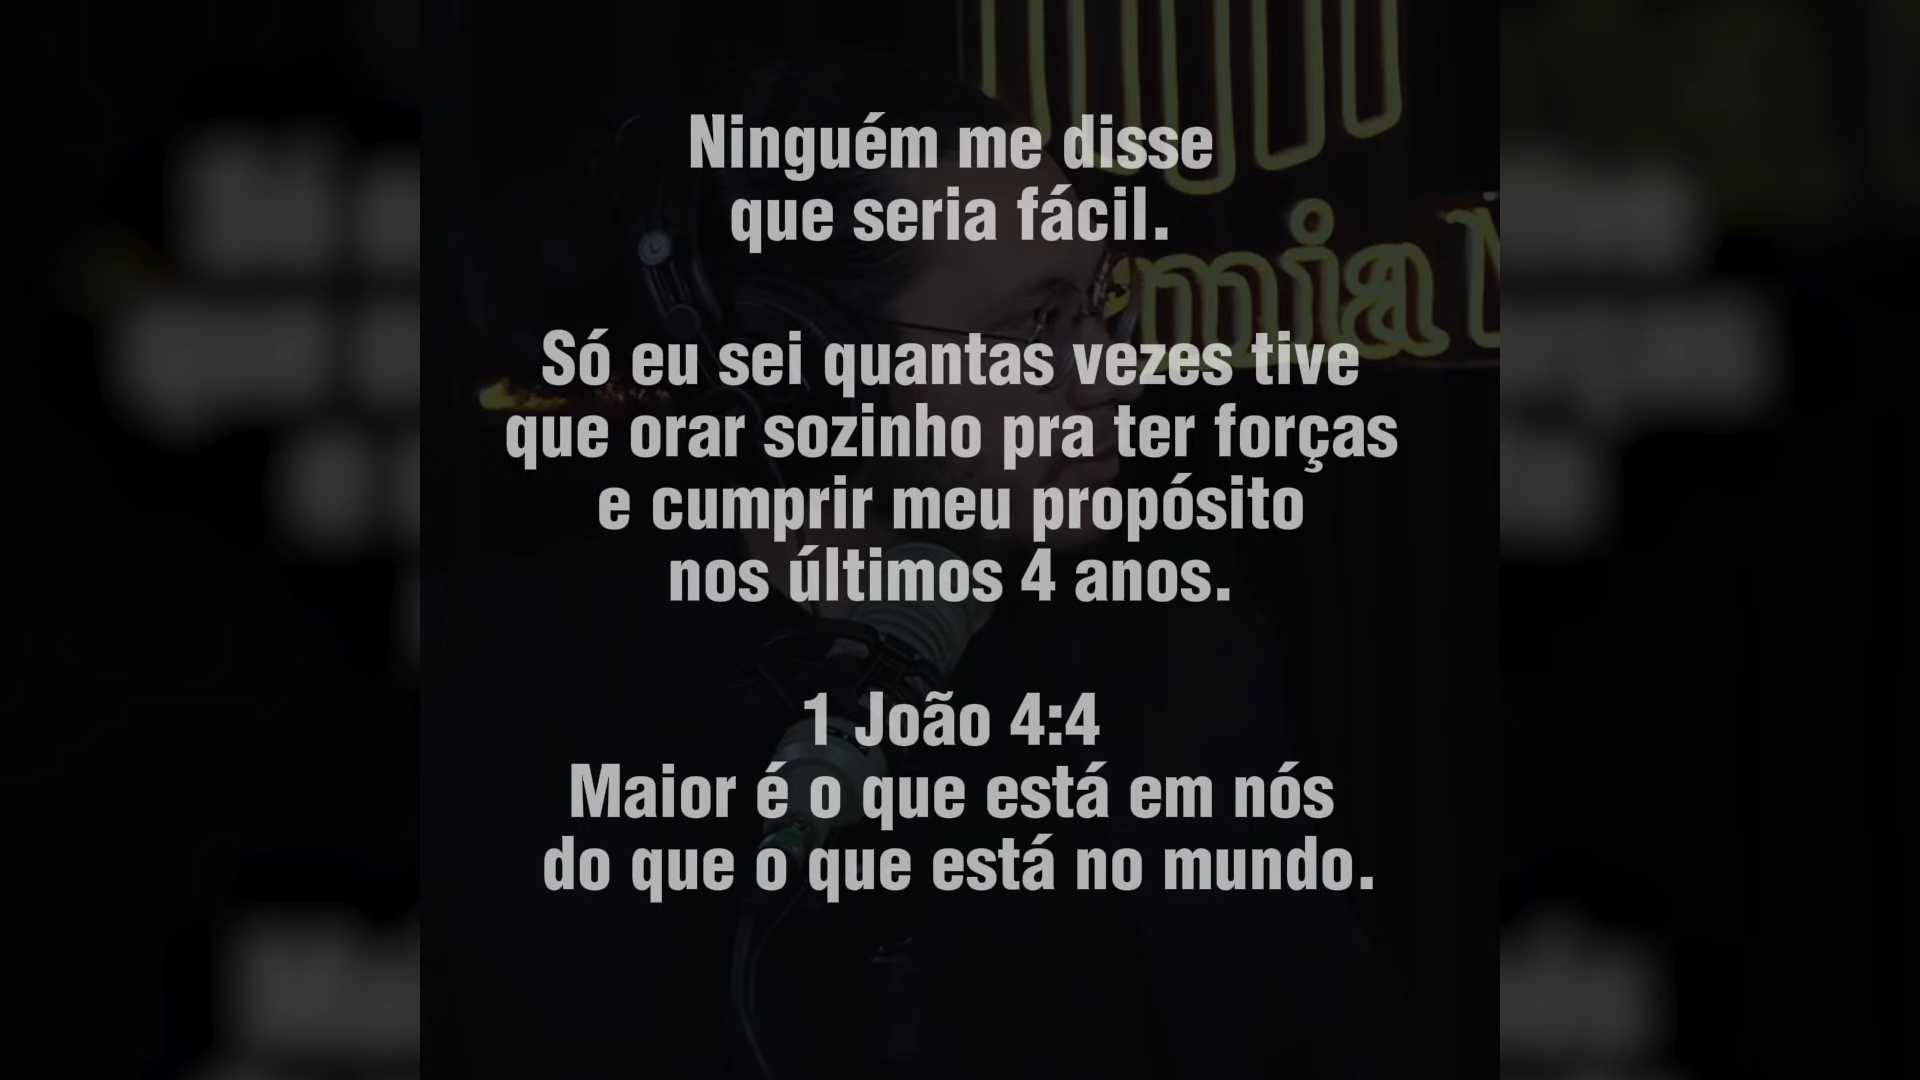 Ninguém me disse
que seria fácil.
Só eu sei quantas vezes tive
que orar sozinho pra ter forças
e cumprir meu propósito
nos últimos 4 anos.
1 João 4:4
Maior é o que está em nós
do que o que está no mundo.